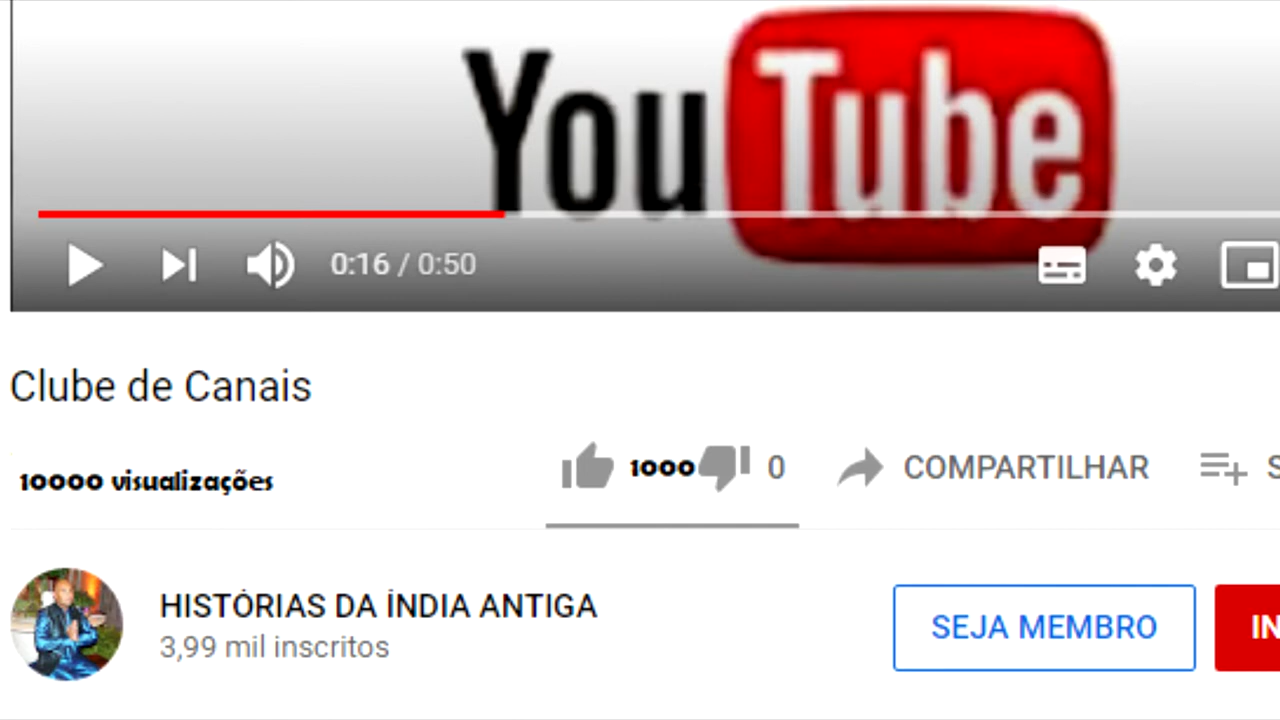 YouTube
0:16 / 0:50
Clube de Canais
10000 visualizações
1000 0 COMPARTILHAR S
HISTÓRIAS DA ÍNDIA ANTIGA
3,99 mil inscritos
SEJA MEMBRO IN